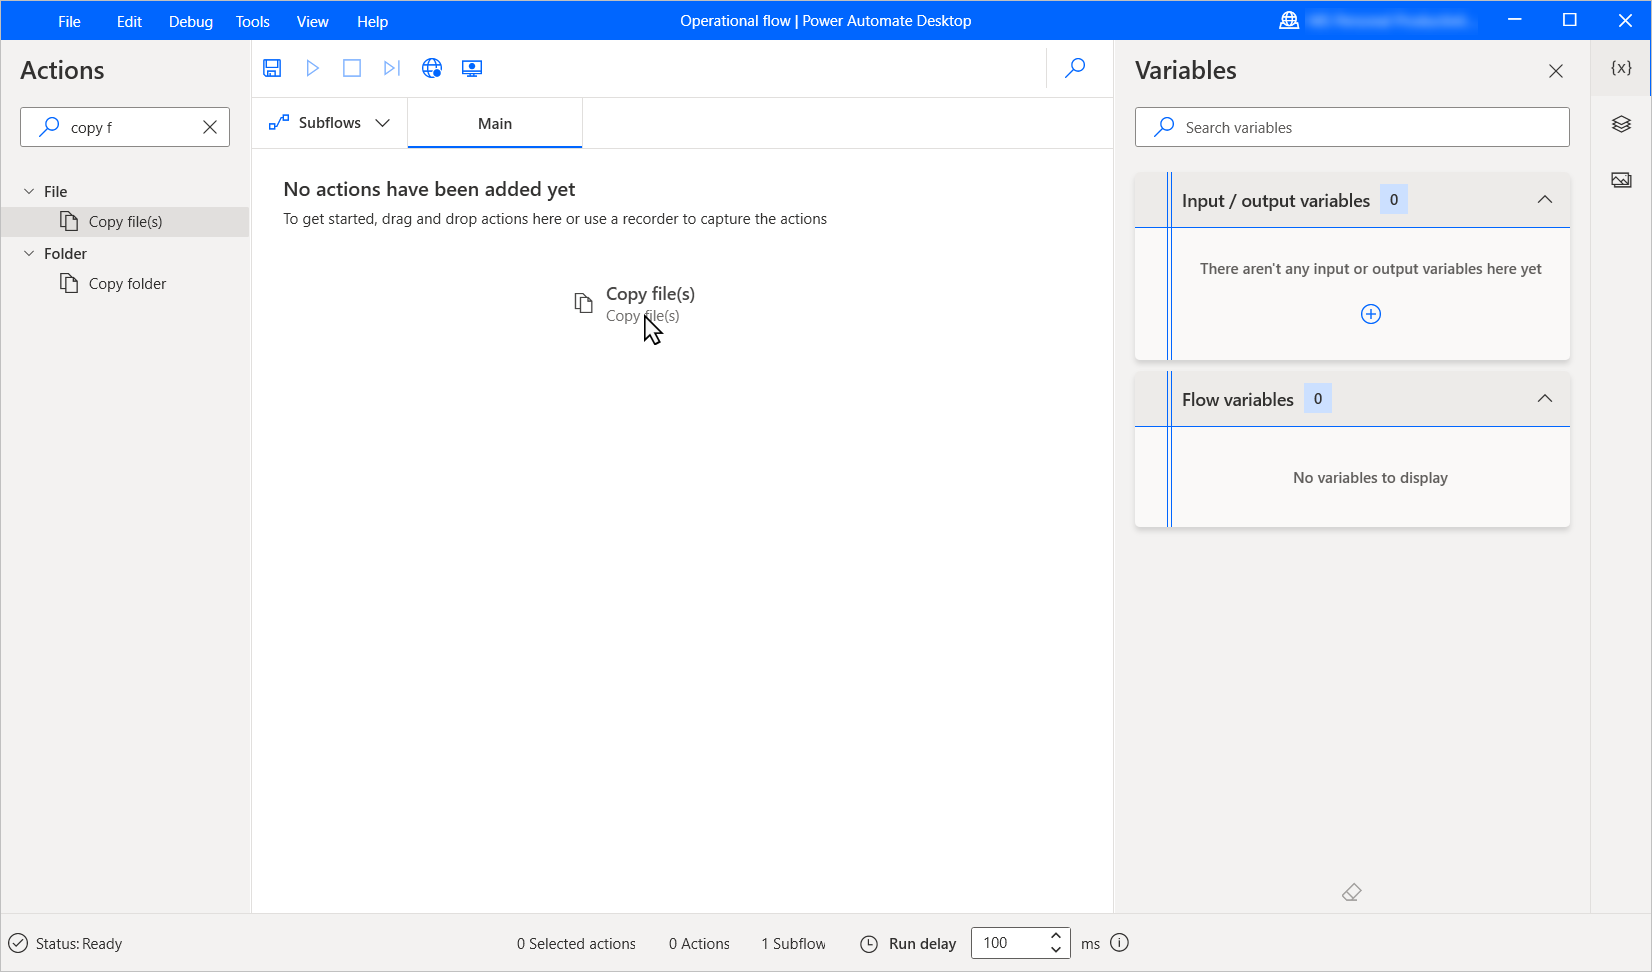 File Edit Debug Tools View Help Operational flow | Power Automate Desktop
Actions
copy f
File
Copy file(s)
Folder
Copy folder
Subflows Main
No actions have been added yet
To get started, drag and drop actions here or use a recorder to capture the actions
Copy file(s)
Copy file(s)
Variables
Search variables
Input / output variables 0
There aren't any input or output variables here yet
Flow variables 0
No variables to display
{x}
Status: Ready 0 Selected actions 0 Actions 1 Subflow Run delay 100 ms